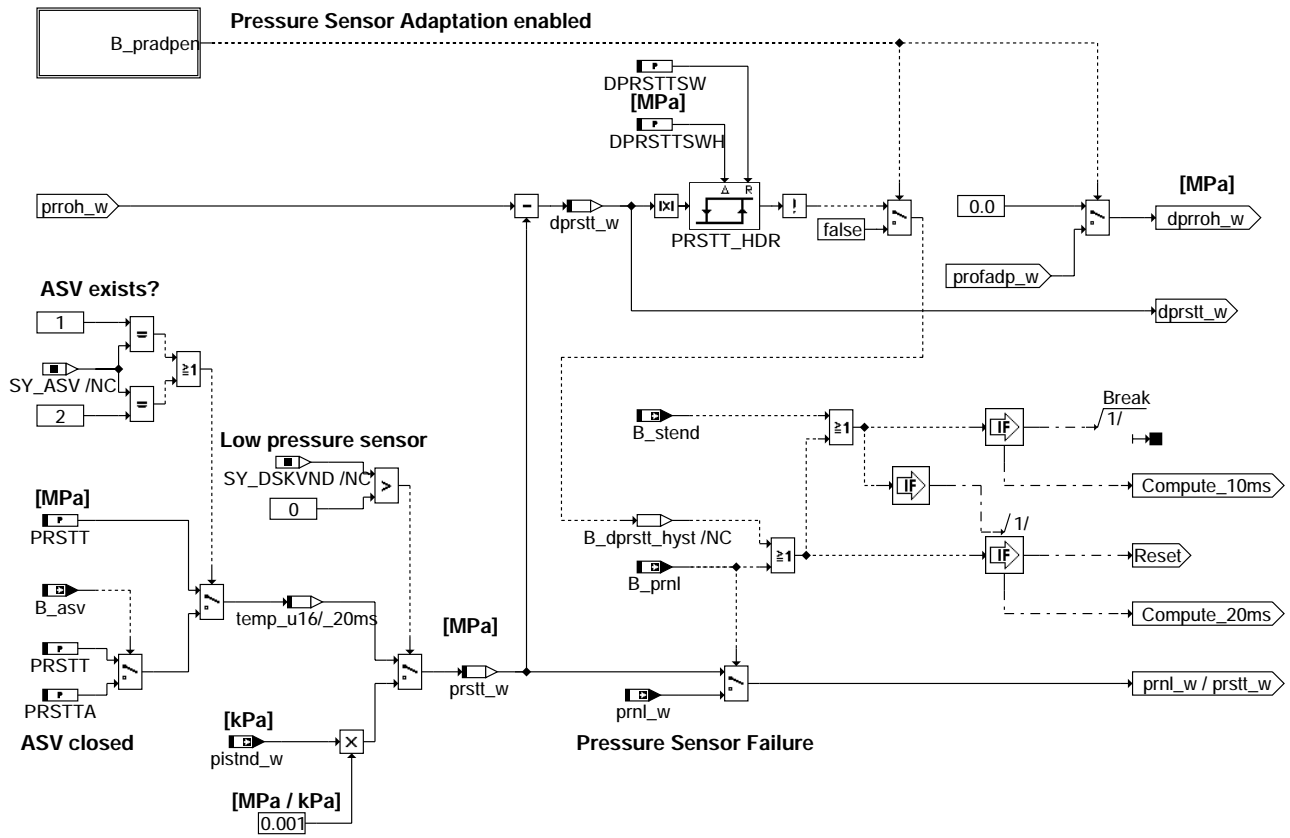 Pressure Sensor Adaptation enabled
B_pradpen
P
DPRSTTSW
[MPa]
P
DPRSTTSWH
Δ R
prroh_w
−
dprstt_w
|x|
PRSTT_HDR
!
false
0.0
[MPa]
dprroh_w
profadp_w
dprstt_w
ASV exists?
1
=
SY_ASV /NC
≥1
2
=
Low pressure sensor
SY_DSKVND /NC
>
0
B_stend
≥1
IF
Break
1/
IF
Compute_10ms
[MPa]
P
PRSTT
B_dprstt_hyst /NC
≥1
/1/
IF
Reset
B_prnl
B_asv
temp_u16/_20ms
Compute_20ms
P
PRSTT
[MPa]
prstt_w
P
PRSTTA
prnl_w
prnl_w / prstt_w
ASV closed
[kPa]
pistnd_w
×
Pressure Sensor Failure
[MPa / kPa]
0.001